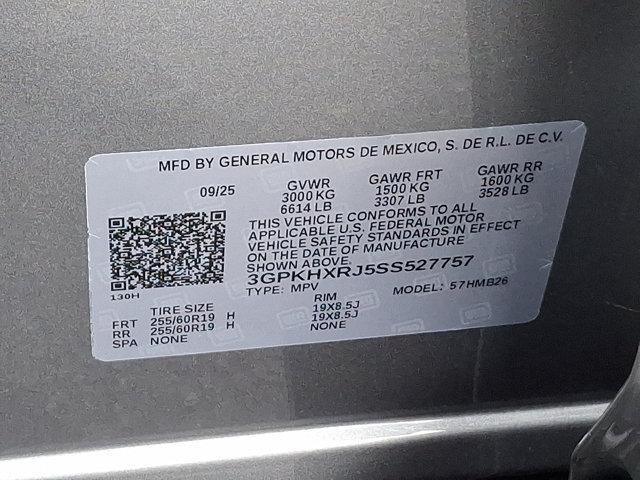 MFD BY GENERAL MOTORS DE MEXICO, S. DE R.L. DE C.V.
09/25 GVWR GAWR FRT GAWR RR
3000 KG 1500 KG 1600 KG
6614 LB 3307 LB 3528 LB
THIS VEHICLE CONFORMS TO ALL
APPLICABLE U.S. FEDERAL MOTOR
VEHICLE SAFETY STANDARDS IN EFFECT
ON THE DATE OF MANUFACTURE
SHOWN ABOVE.
3GPKHXRJ5SS527757
TYPE: MPV MODEL: 57HMB26
130H
TIRE SIZE RIM
FRT 255/60R19 H 19X8.5J
RR 255/60R19 H 19X8.5J
SPA NONE NONE